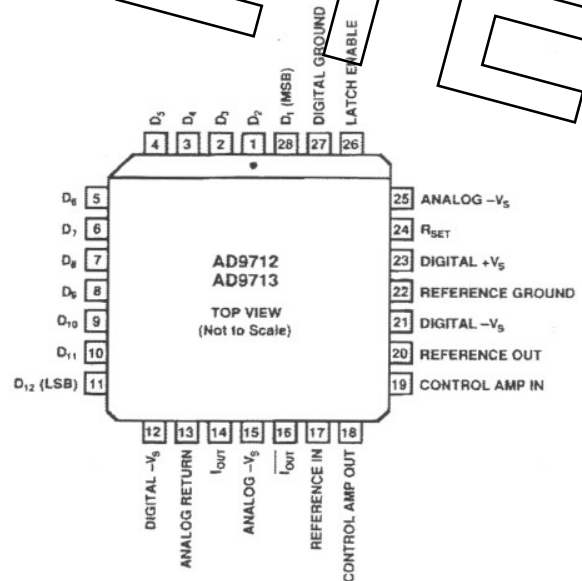 D5
D4
D3
D2
D1 (MSB)
DIGITAL GROUND
LATCH ENABLE
4
3
2
1
28
27
26
D6 5
D7 6
D8 7
D9 8
D10 9
D11 10
D12 (LSB) 11
AD9712
AD9713
TOP VIEW
(Not to Scale)
25 ANALOG –VS
24 RSET
23 DIGITAL +VS
22 REFERENCE GROUND
21 DIGITAL –VS
20 REFERENCE OUT
19 CONTROL AMP IN
12
13
14
15
16
17
18
DIGITAL –VS
ANALOG RETURN
IOUT
ANALOG –VS
IOUT
REFERENCE IN
CONTROL AMP OUT